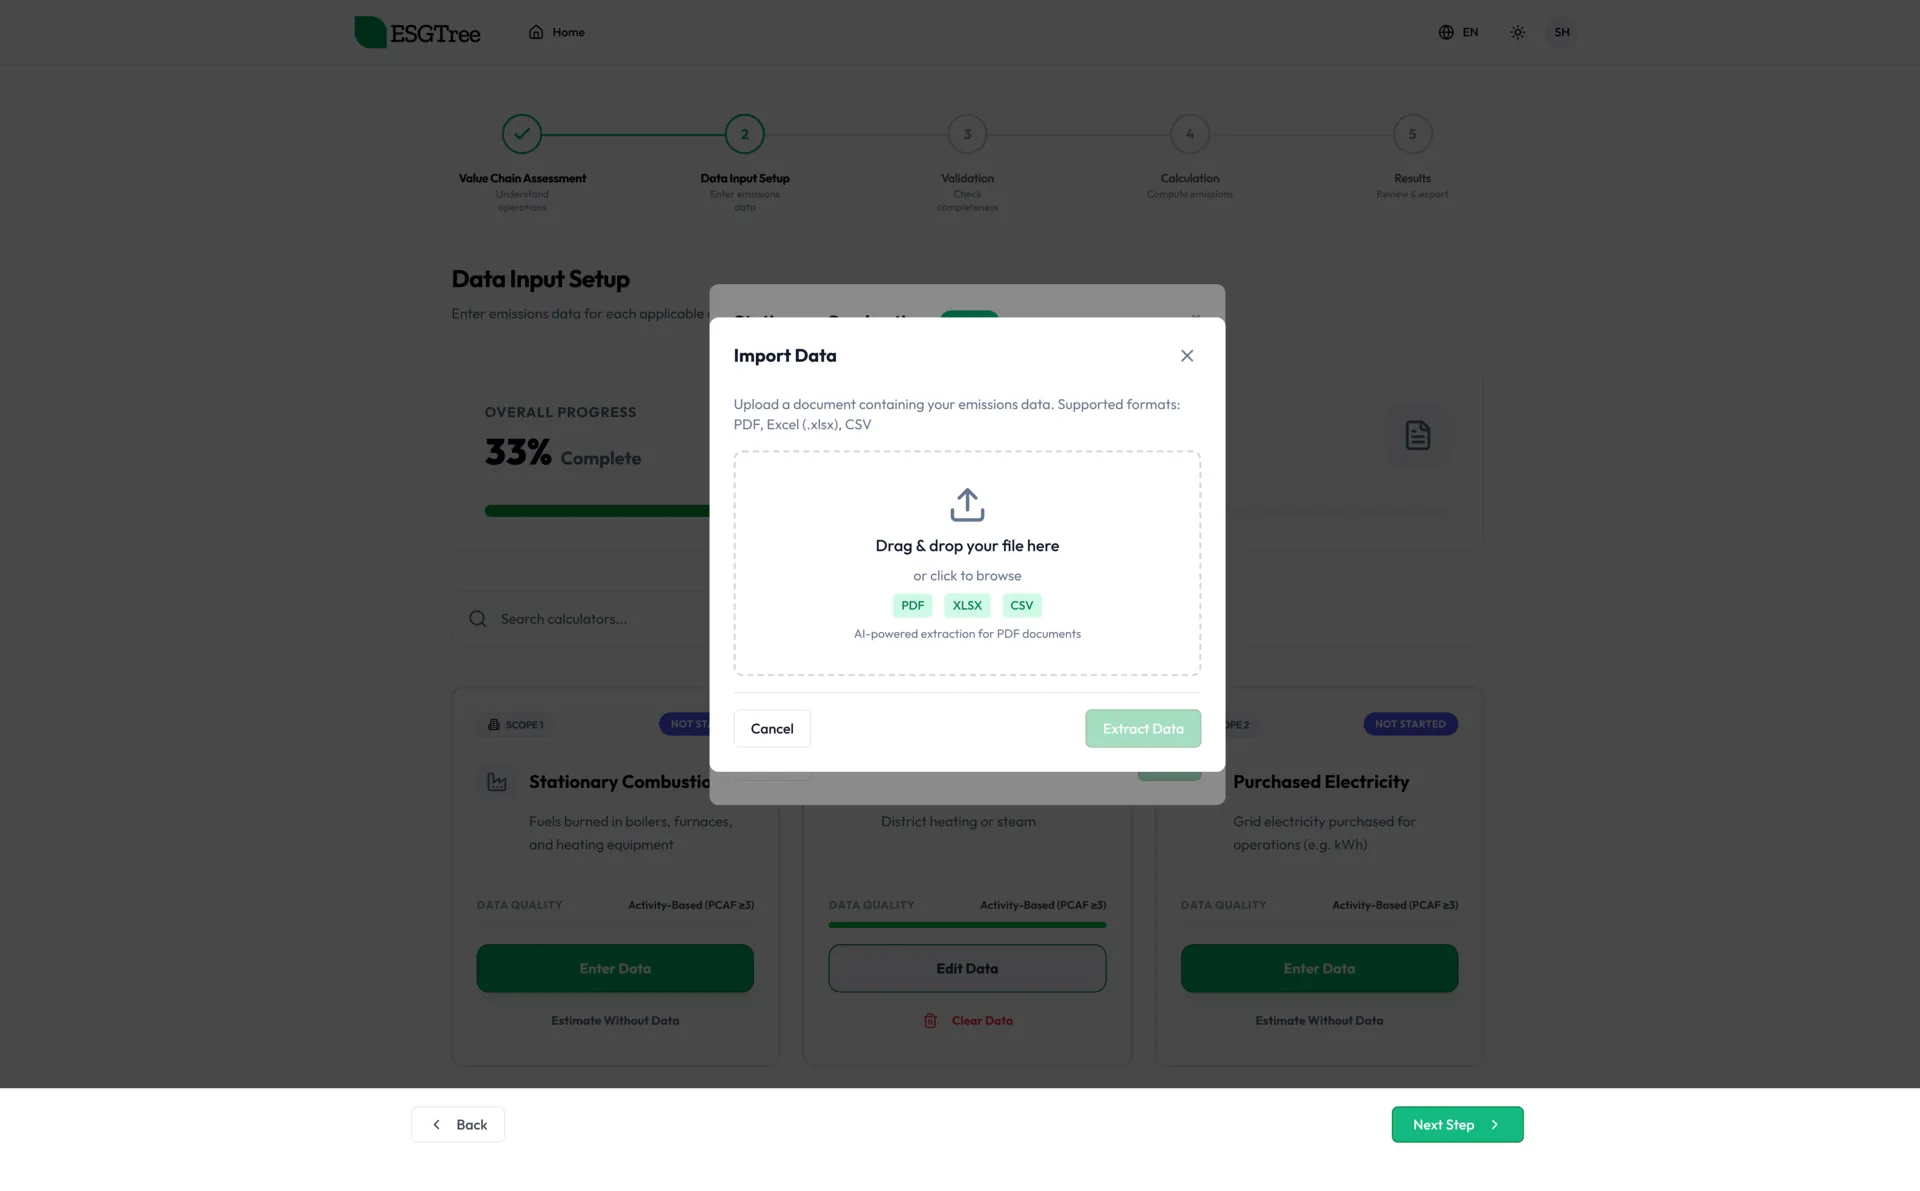 ESGTree
Home
EN
SH
2
3
4
5
Value Chain Assessment
Understand
operations
Data Input Setup
Enter emissions
data
Validation
Check
completeness
Calculation
Compute emissions
Results
Review & export
Data Input Setup
Enter emissions data for each applicable
OVERALL PROGRESS
33% Complete
Import Data
Upload a document containing your emissions data. Supported formats:
PDF, Excel (.xlsx), CSV
Drag & drop your file here
or click to browse
PDF
XLSX
CSV
AI-powered extraction for PDF documents
Cancel
Extract Data
Search calculators...
SCOPE 1
NOT ST
Stationary Combustio
Fuels burned in boilers, furnaces,
and heating equipment
DATA QUALITY
Activity-Based (PCAF ≥3)
Enter Data
Estimate Without Data
District heating or steam
DATA QUALITY
Activity-Based (PCAF ≥3)
Edit Data
Clear Data
OPE 2
NOT STARTED
Purchased Electricity
Grid electricity purchased for
operations (e.g. kWh)
DATA QUALITY
Activity-Based (PCAF ≥3)
Enter Data
Estimate Without Data
Back
Next Step